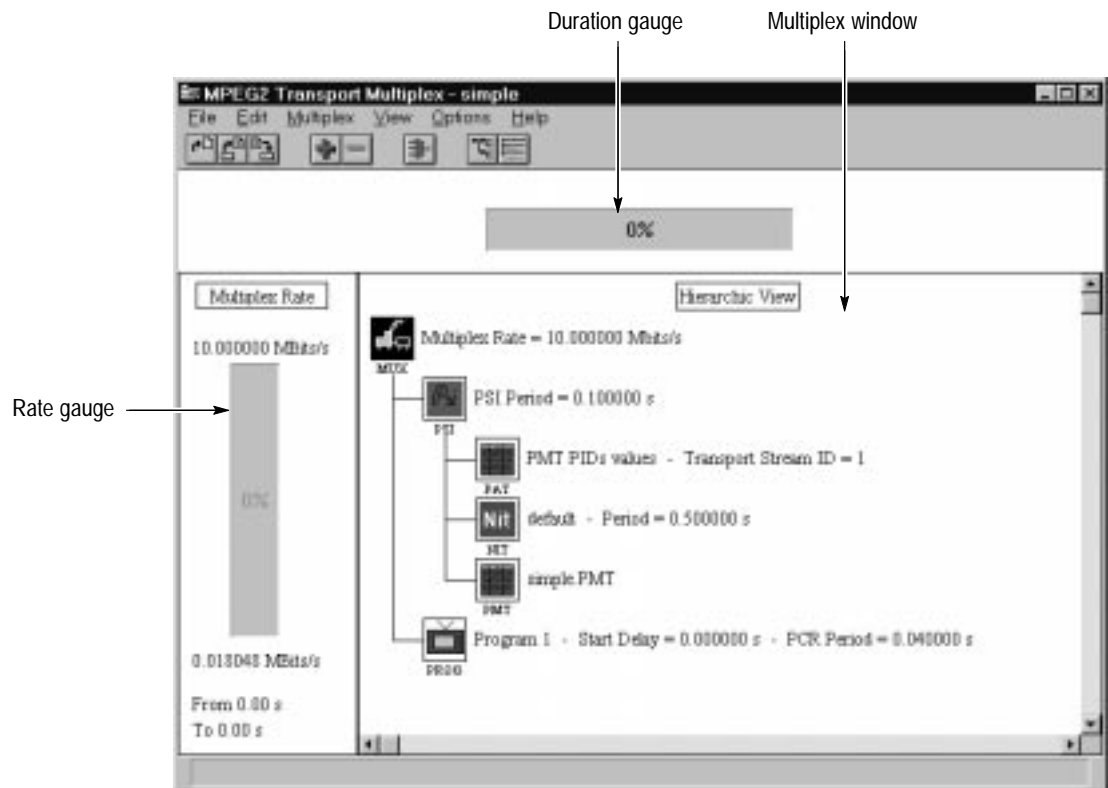 Duration gauge
Multiplex window
MPEG2 Transport Multiplex - simple
File Edit Multiplex View Options Help
0%
Multiplex Rate
Hierarchic View
10.000000 MBits/s
MUX
Multiplex Rate = 10.000000 Mbits/s
PSI
PSI Period = 0.100000 s
Rate gauge
PAT
PMT PIDs values - Transport Stream ID = 1
0%
Nit
NIT
default - Period = 0.500000 s
PMT
simple.PMT
PROG
Program 1 - Start Delay = 0.000000 s - PCR Period = 0.040000 s
0.018048 MBits/s
From 0.00 s
To 0.00 s